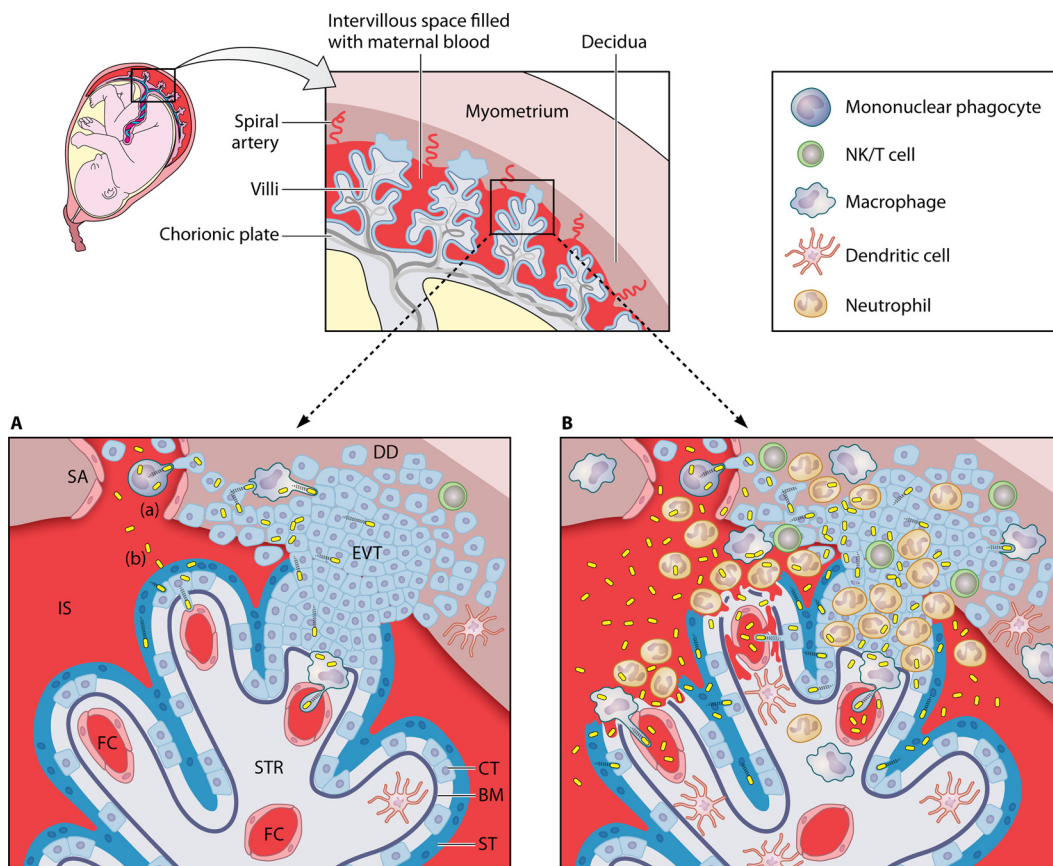 Intervillous space filled
with maternal blood
Decidua
Myometrium
Spiral
artery
Villi
Chorionic plate
Mononuclear phagocyte
NK/T cell
Macrophage
Dendritic cell
Neutrophil
A
SA
DD
(a)
EVT
(b)
IS
FC
STR
CT
BM
FC
ST
B